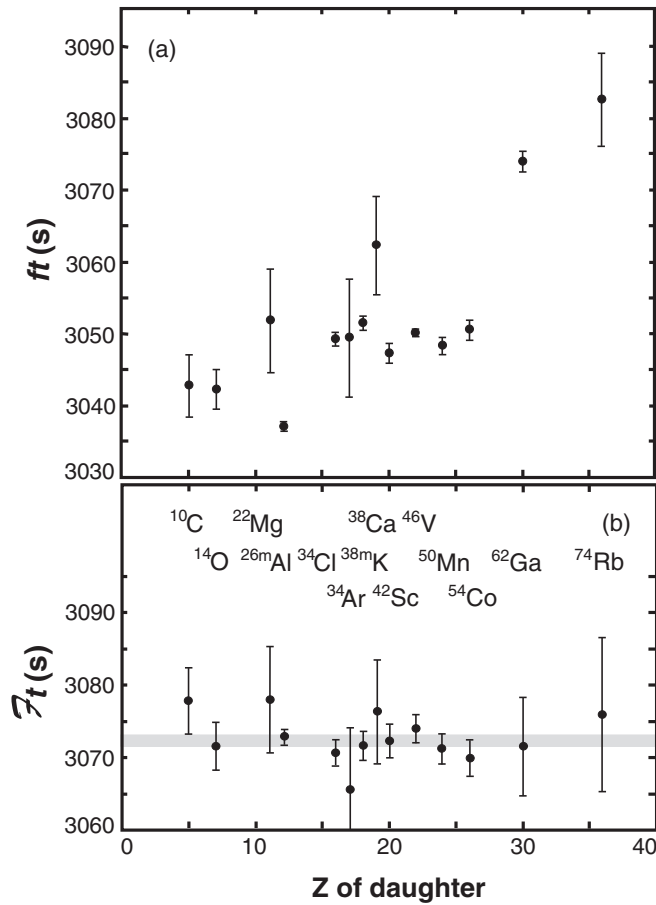 (a)
3090
3080
3070
3060
3050
3040
3030
ft (s)
(b)
¹⁰C ²²Mg ³⁸Ca ⁴⁶V
¹⁴O ²⁶ᵐAl ³⁴Cl ³⁸ᵐK ⁵⁰Mn ⁶²Ga ⁷⁴Rb
³⁴Ar ⁴²Sc ⁵⁴Co
3090
3080
3070
3060
ℱt (s)
0 10 20 30 40
Z of daughter